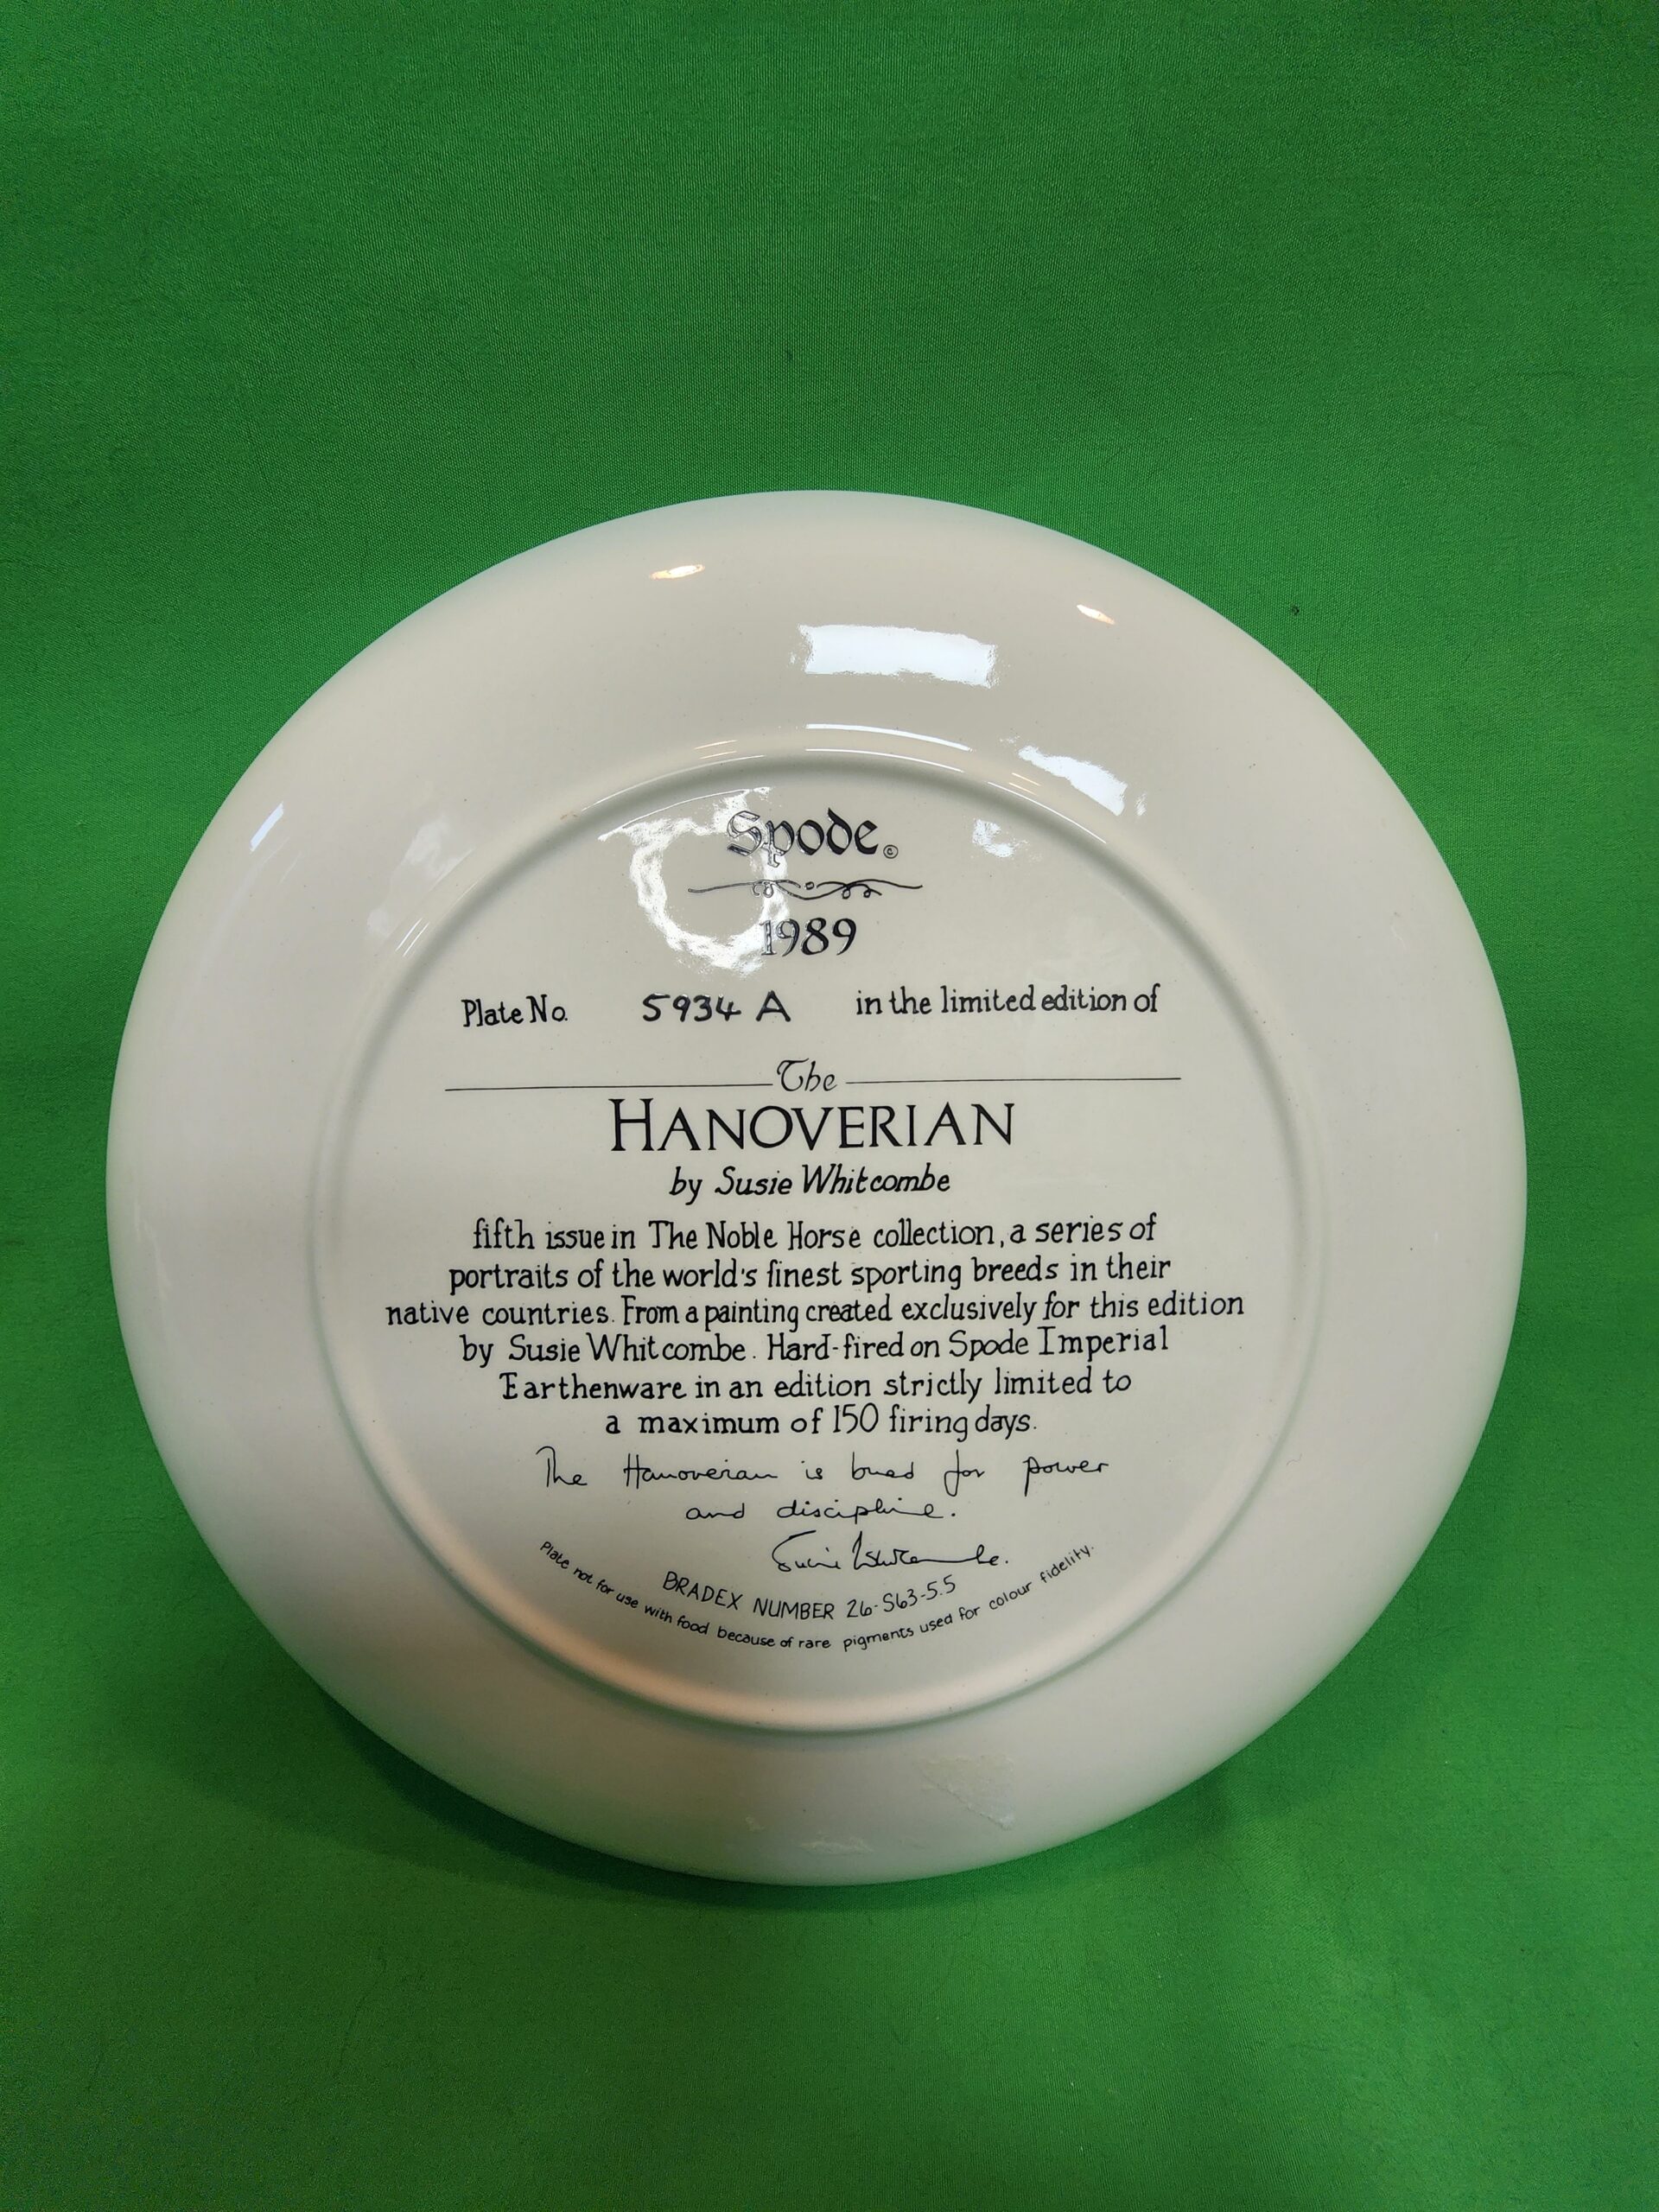 Spode.©
1989
Plate No. 5934 A in the limited edition of
The
HANOVERIAN
by Susie Whitcombe
fifth issue in The Noble Horse collection, a series of
portraits of the world's finest sporting breeds in their
native countries. From a painting created exclusively for this edition
by Susie Whitcombe. Hard-fired on Spode Imperial
Earthenware in an edition strictly limited to
a maximum of 150 firing days.
The Hanoverian is bred for power
and discipline.
Susie Whitcombe.
BRADEX NUMBER 26-S63-5.5
Plate not for use with food because of rare pigments used for colour fidelity.